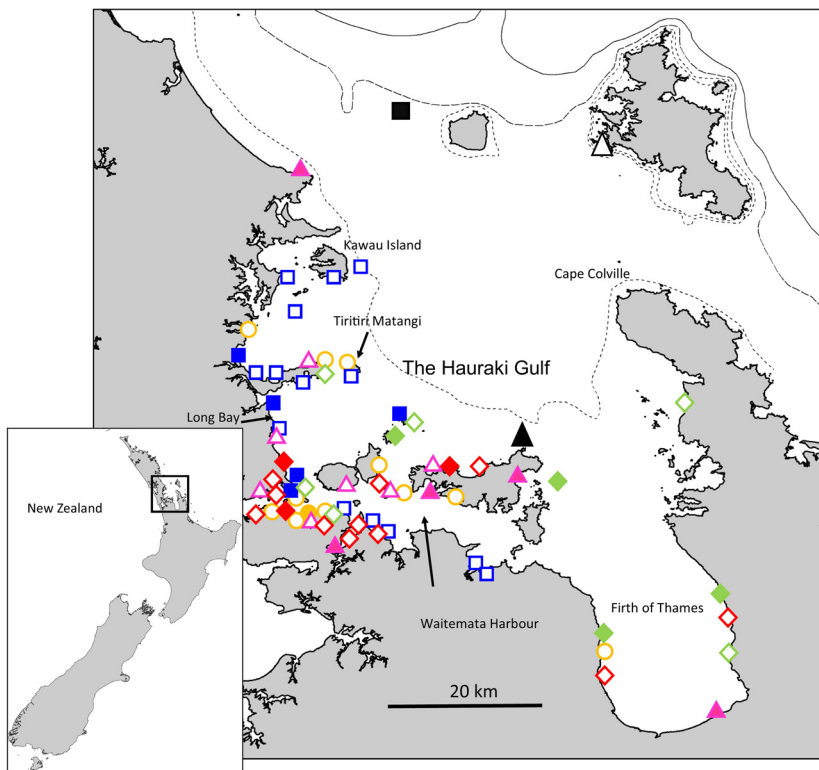 Kawau Island
Cape Colville
Tiritiri Matangi
The Hauraki Gulf
Long Bay
New Zealand
Firth of Thames
Waitemata Harbour
20 km